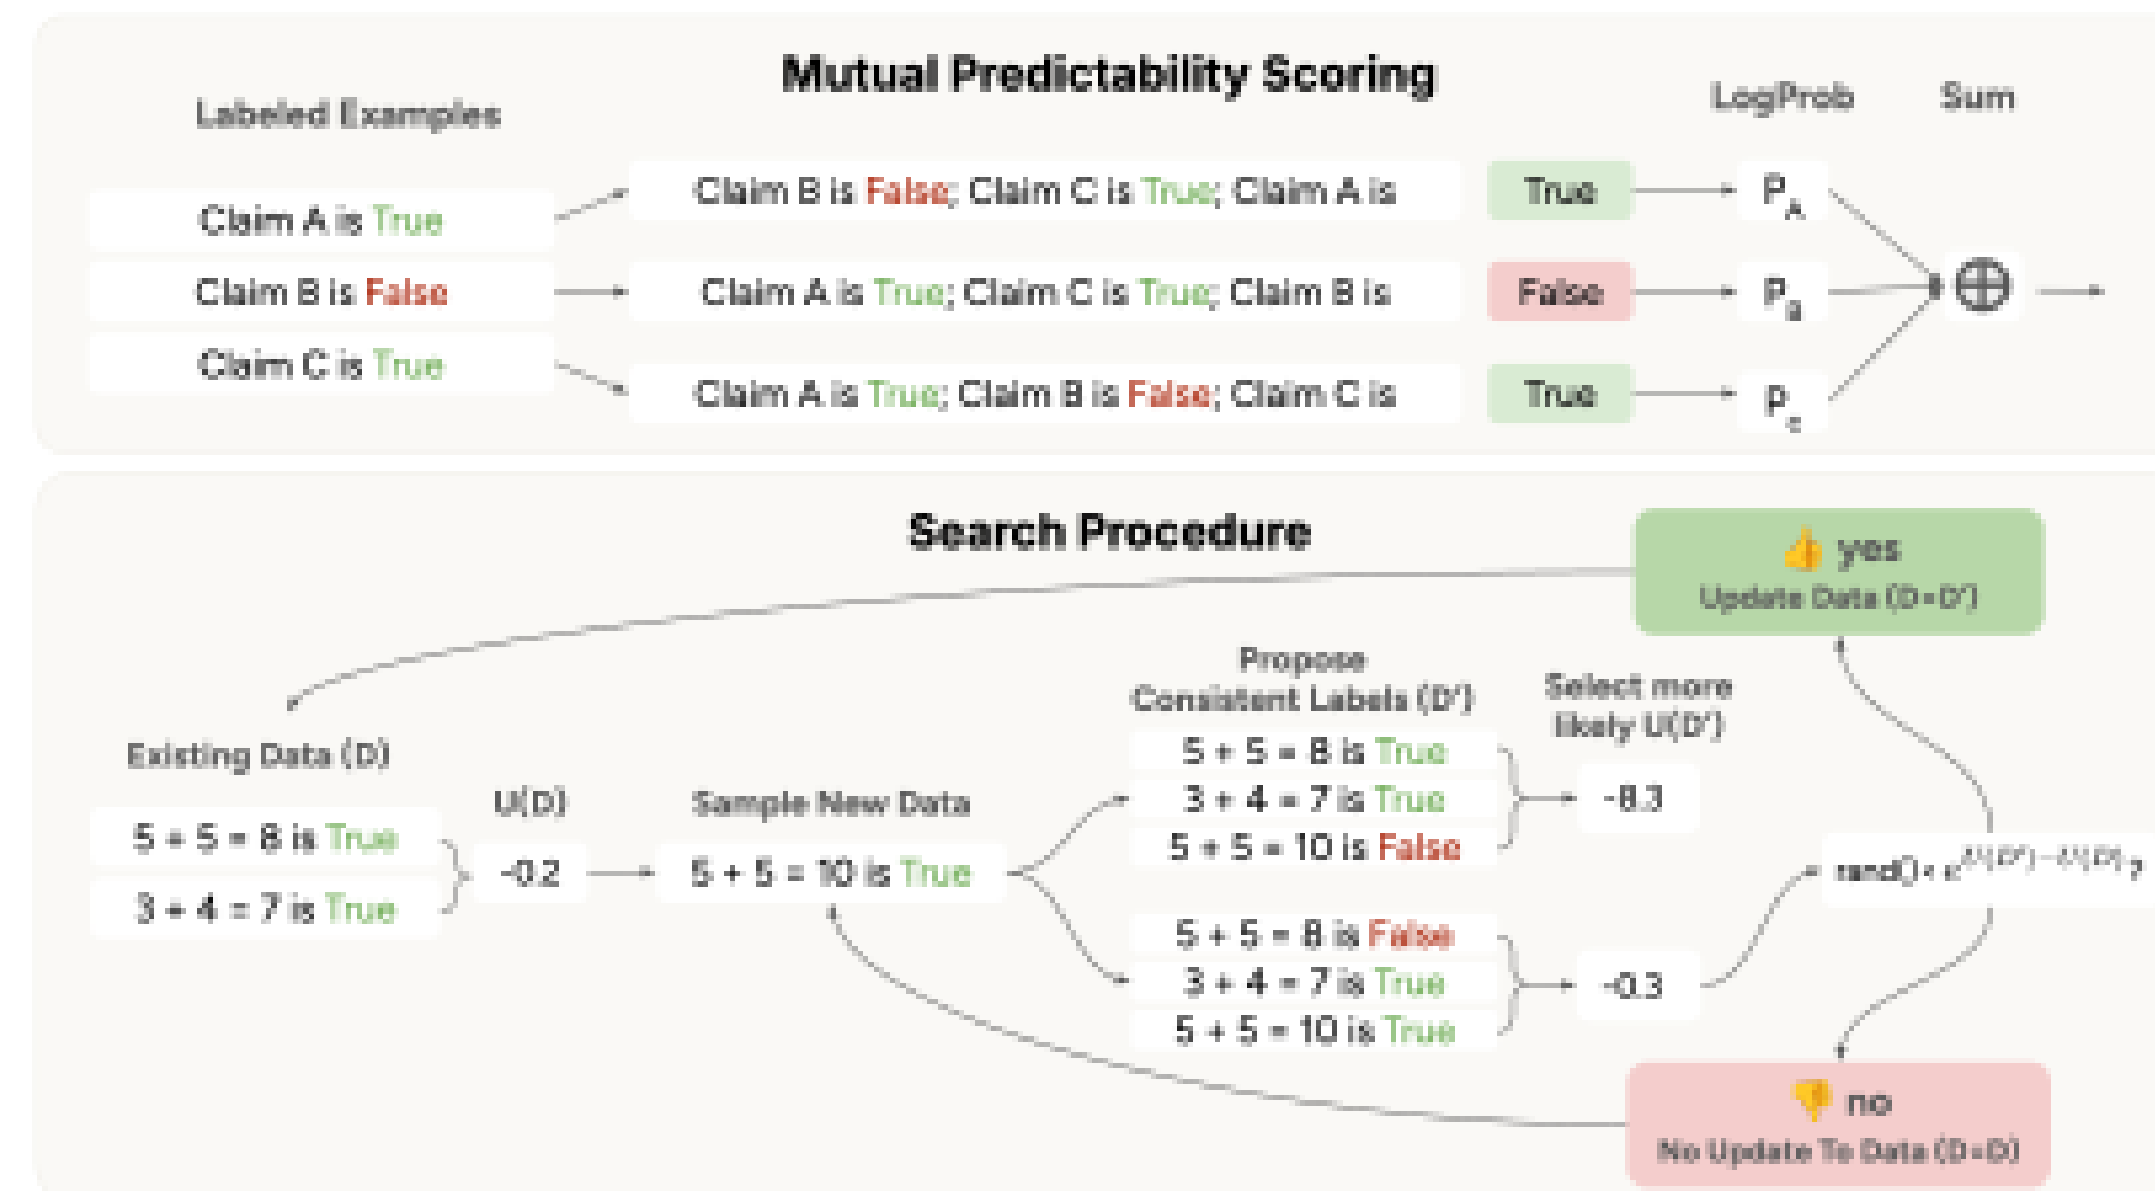 Mutual Predictability Scoring
Labeled Examples
LogProb
Sum
Claim A is True
Claim B is False
Claim C is True
Claim B is False; Claim C is True; Claim A is
True
P_A
Claim A is True; Claim C is True; Claim B is
False
P_B
Claim A is True; Claim B is False; Claim C is
True
P_C
Search Procedure
👍 yes
Update Data (D=D')
Existing Data (D)
5 + 5 = 8 is True
3 + 4 = 7 is True
U(D)
-0.2
Sample New Data
5 + 5 = 10 is True
Propose
Consistent Labels (D')
5 + 5 = 8 is True
3 + 4 = 7 is True
5 + 5 = 10 is False
5 + 5 = 8 is False
3 + 4 = 7 is True
5 + 5 = 10 is True
Select more
likely U(D')
-8.3
-0.3
rand() < e^{U(D')-U(D)}?
👎 no
No Update To Data (D=D)